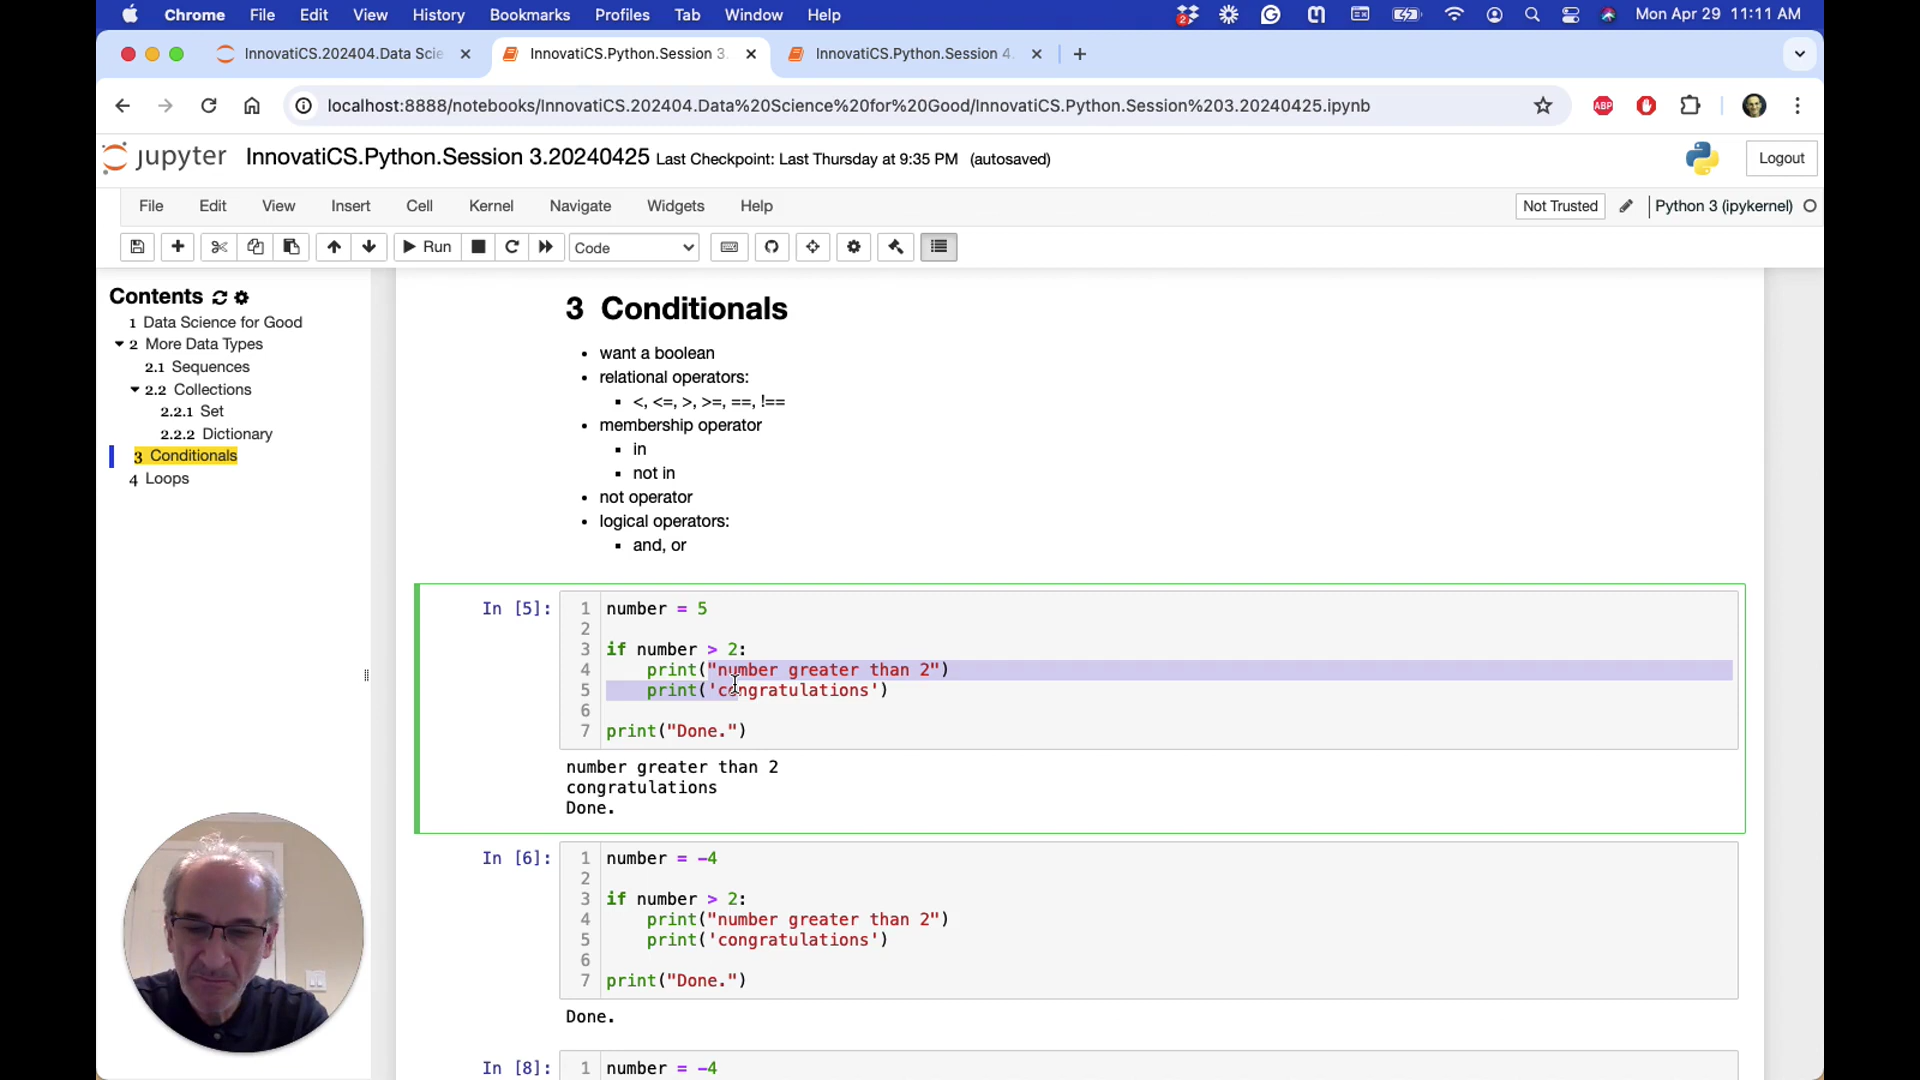 Chrome File Edit View History Bookmarks Profiles Tab Window Help 2 Mon Apr 29 11:11 AM
InnovatiCS.202404.Data Scie InnovatiCS.Python.Session 3. InnovatiCS.Python.Session 4.
localhost:8888/notebooks/InnovatiCS.202404.Data%20Science%20for%20Good/InnovatiCS.Python.Session%203.20240425.ipynb ABP
jupyter InnovatiCS.Python.Session 3.20240425 Last Checkpoint: Last Thursday at 9:35 PM (autosaved) Logout
File Edit View Insert Cell Kernel Navigate Widgets Help Not Trusted Python 3 (ipykernel)
Run Code
Contents
1 Data Science for Good
2 More Data Types
2.1 Sequences
2.2 Collections
2.2.1 Set
2.2.2 Dictionary
3 Conditionals
4 Loops
3 Conditionals
• want a boolean
• relational operators:
▪ <, <=, >, >=, ==, !==
• membership operator
▪ in
▪ not in
• not operator
• logical operators:
▪ and, or
In [5]: 1 number = 5
2
3 if number > 2:
4 print("number greater than 2")
5 print('congratulations')
6
7 print("Done.")
number greater than 2
congratulations
Done.
In [6]: 1 number = -4
2
3 if number > 2:
4 print("number greater than 2")
5 print('congratulations')
6
7 print("Done.")
Done.
In [8]: 1 number = -4